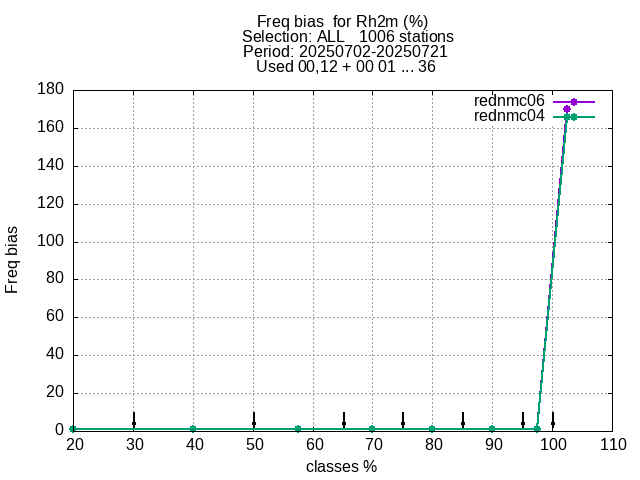 Freq bias  for Rh2m (%)
Selection: ALL   1006 stations
Period: 20250702-20250721
Used 00,12 + 00 01 ... 36
rednmc06
rednmc04
180
160
140
120
100
80
60
40
20
0
Freq bias
20 30 40 50 60 70 80 90 100 110
classes %